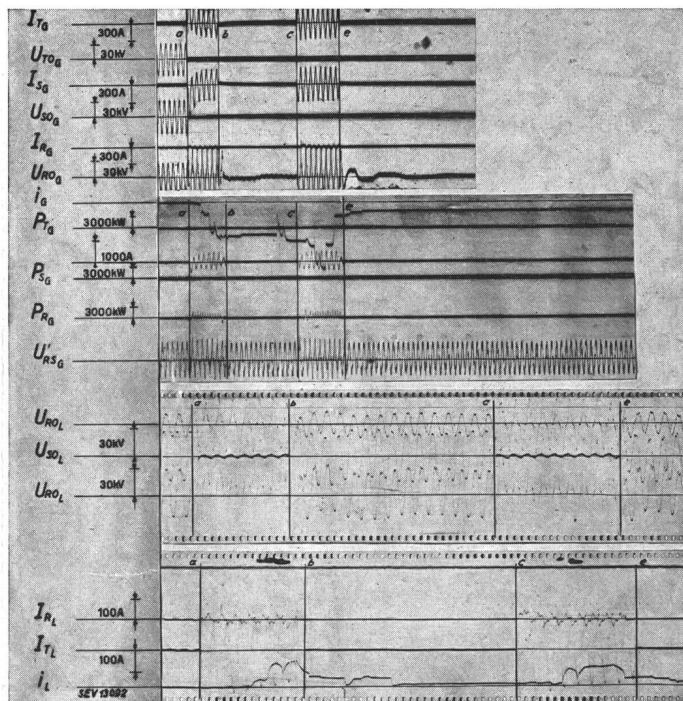 I_TG
300A
a b c e
U_TOG
30kV
I_SG
300A
U_SOG
30kV
I_RG
300A
U_ROG
30kV
i_G
a b c e
P_TG
3000kW
1000A
P_SG
3000kW
P_RG
3000kW
U'_RSG
a b c e
U_ROL
30kV
U_SOL
30kV
U_ROL
a b c e
I_RL
100A
I_TL
100A
i_L
SEV 13092